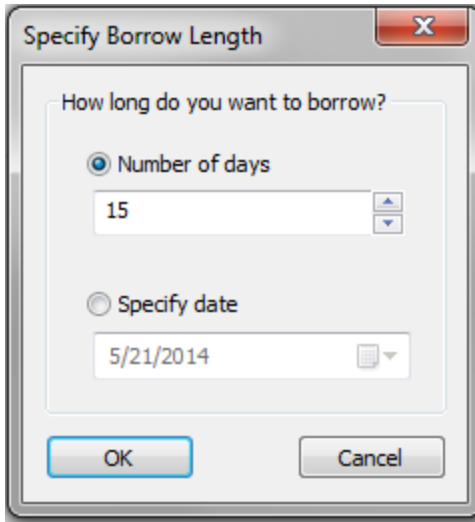 Specify Borrow Length
How long do you want to borrow?
Number of days
15
Specify date
5/21/2014
OK
Cancel